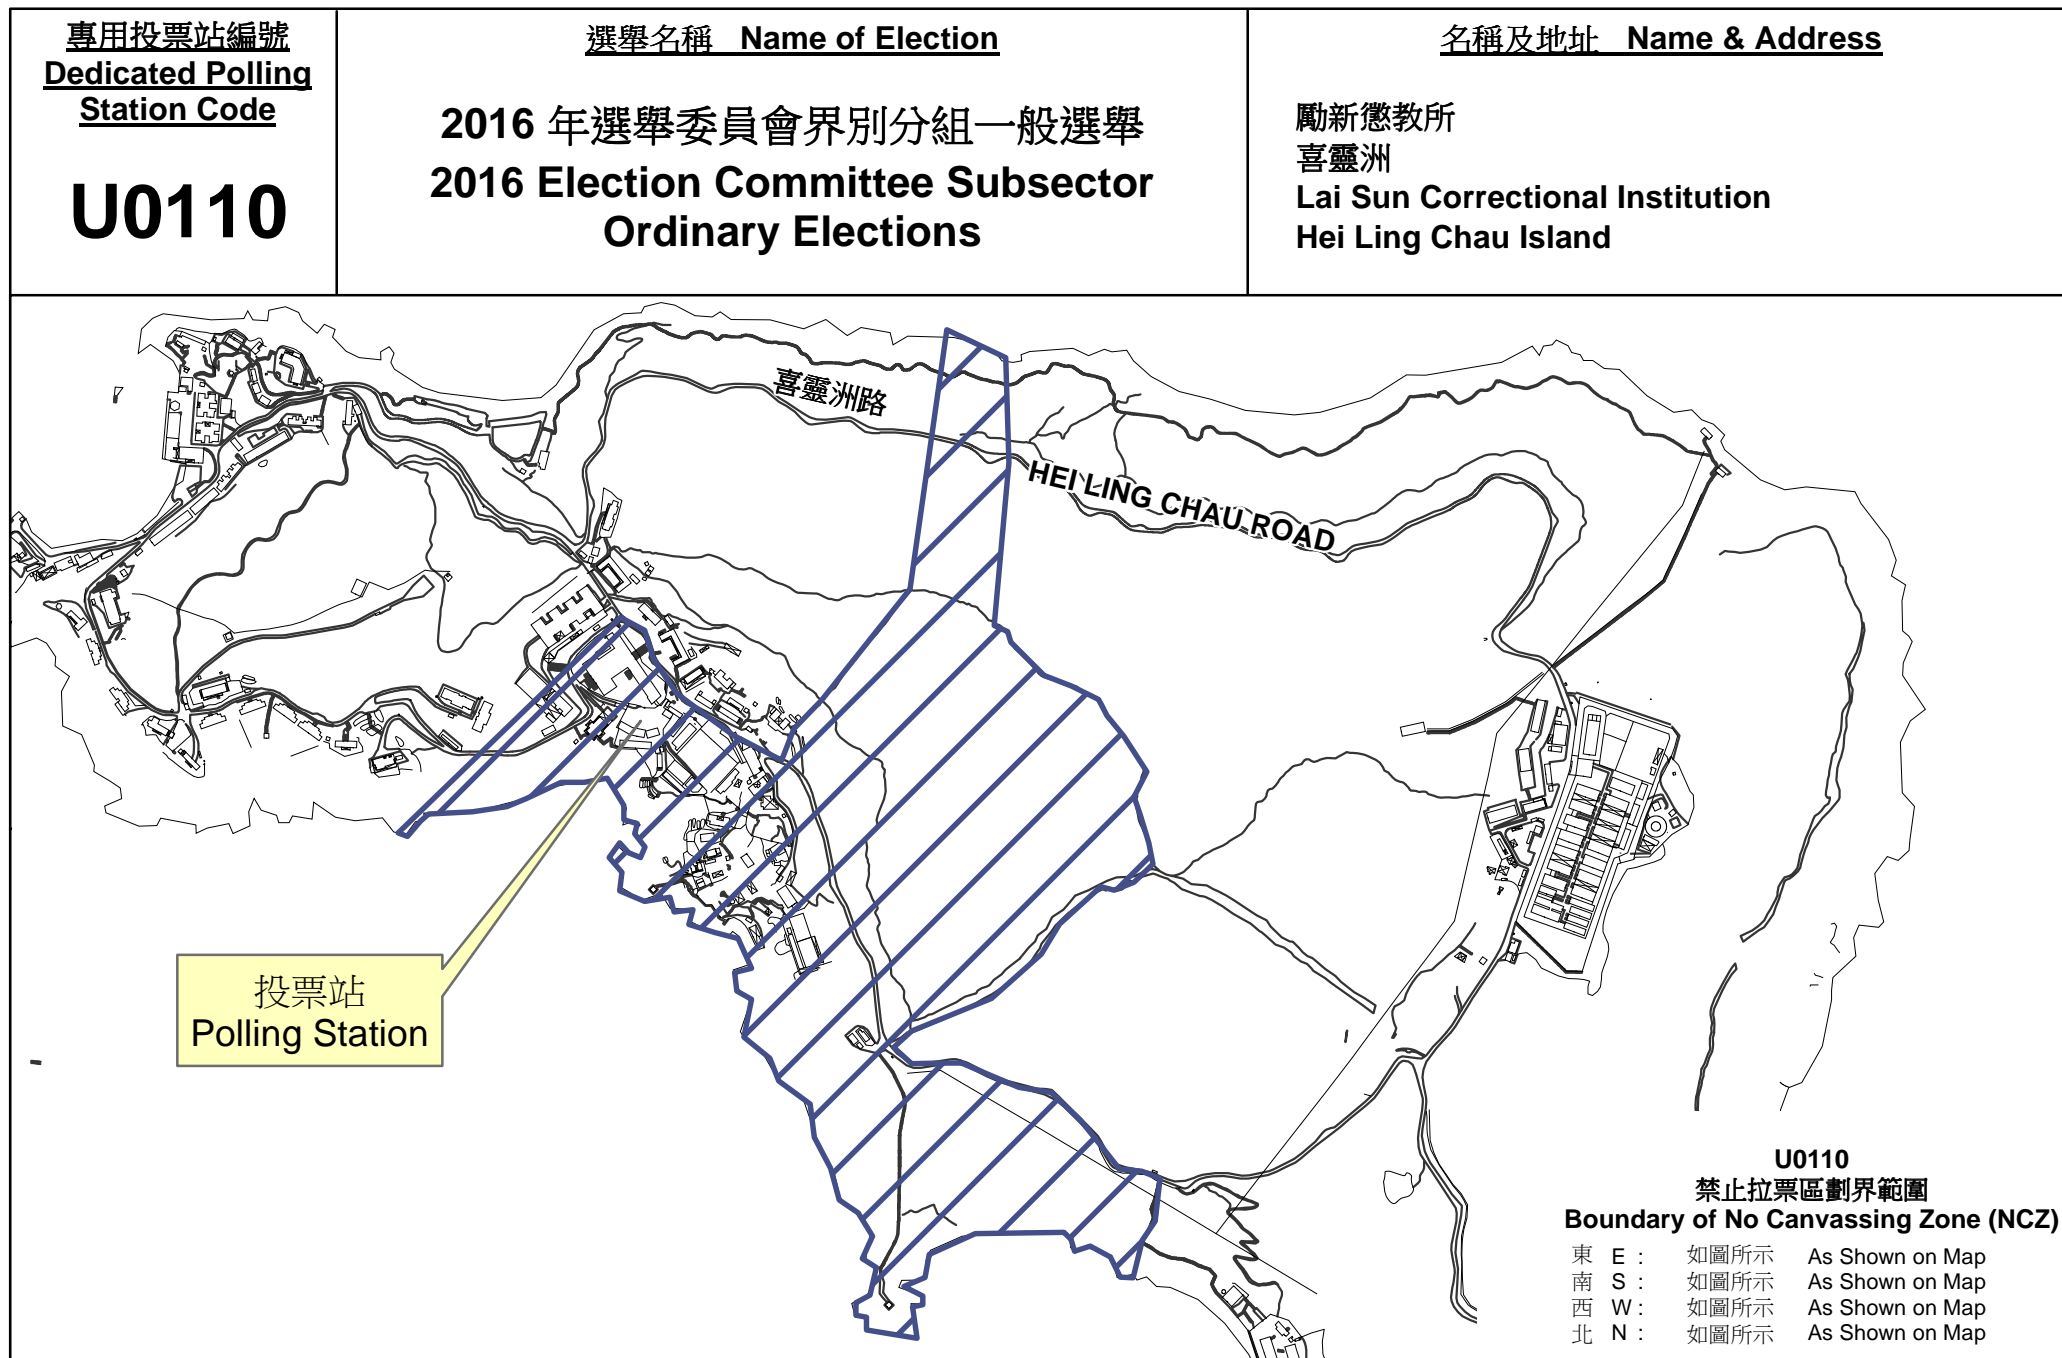 專用投票站編號
Dedicated Polling
Station Code
U0110
選舉名稱 Name of Election
2016 年選舉委員會界別分組一般選舉
2016 Election Committee Subsector
Ordinary Elections
名稱及地址 Name & Address
勵新懲教所
喜靈洲
Lai Sun Correctional Institution
Hei Ling Chau Island
喜靈洲路
HEI LING CHAU ROAD
投票站
Polling Station
U0110
禁止拉票區劃界範圍
Boundary of No Canvassing Zone (NCZ)
東 E : 如圖所示 As Shown on Map
南 S : 如圖所示 As Shown on Map
西 W : 如圖所示 As Shown on Map
北 N : 如圖所示 As Shown on Map